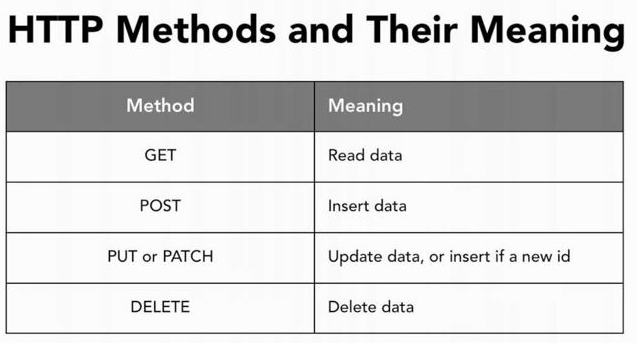 HTTP Methods and Their Meaning
Method Meaning
GET Read data
POST Insert data
PUT or PATCH Update data, or insert if a new id
DELETE Delete data